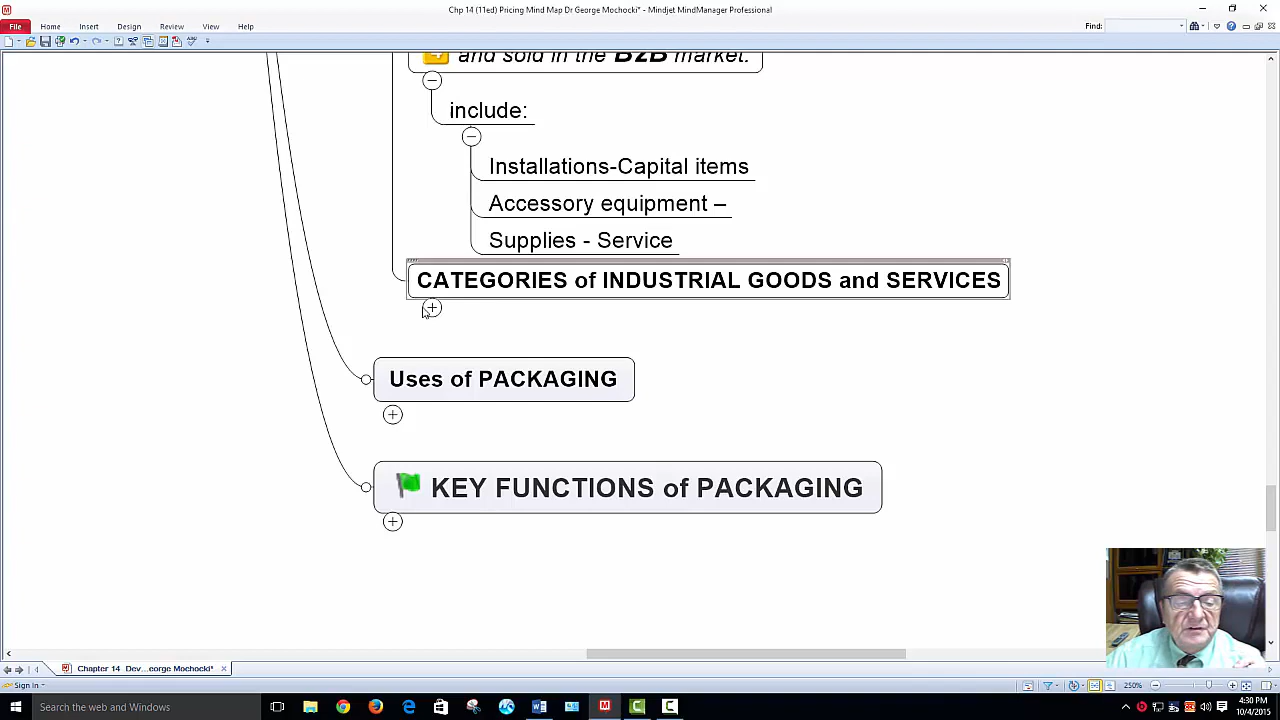 Chp 14 (11ed) Pricing Mind Map Dr George Mochocki* - Mindjet MindManager Professional
File Home Insert Design Review View Help
Find:
and sold in the B2B market.
include:
Installations-Capital items
Accessory equipment –
Supplies - Service
CATEGORIES of INDUSTRIAL GOODS and SERVICES
Uses of PACKAGING
KEY FUNCTIONS of PACKAGING
Chapter 14 Dev...eorge Mochocki*
Sign In
250%
Search the web and Windows
4:30 PM
10/4/2015